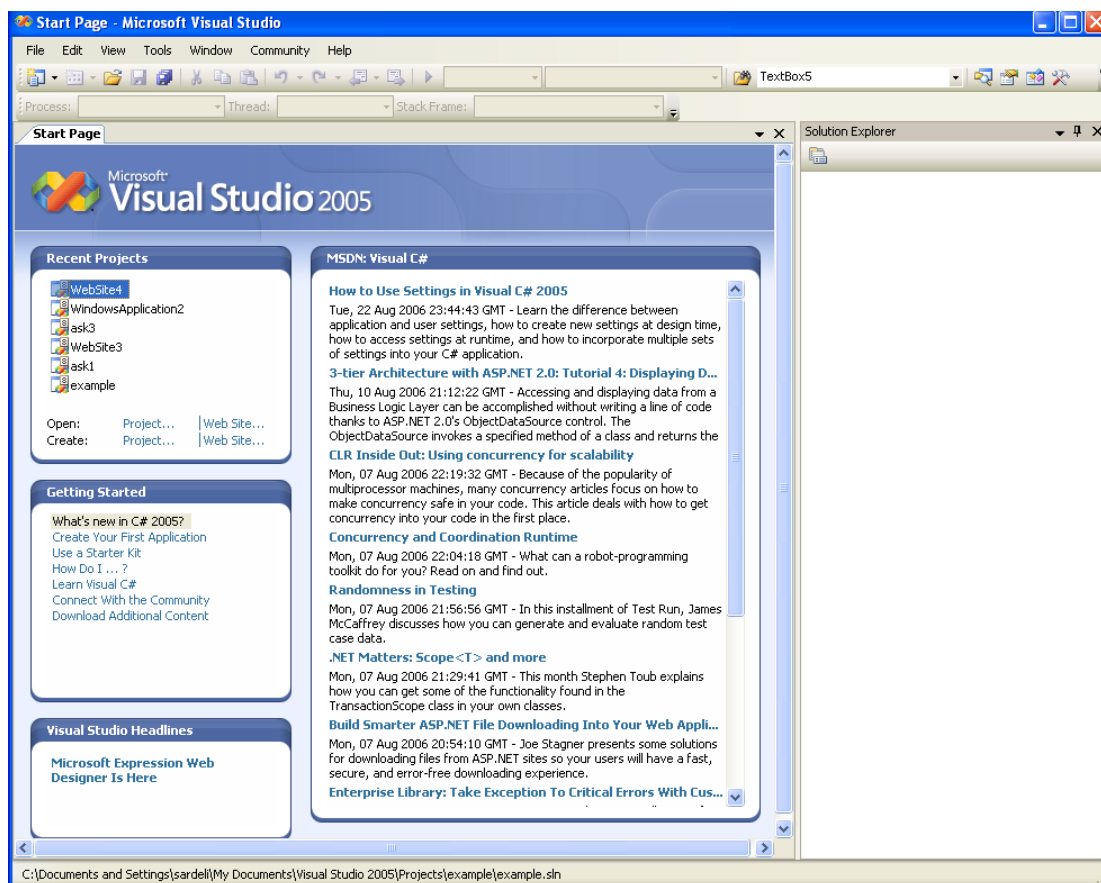 Start Page - Microsoft Visual Studio
File Edit View Tools Window Community Help
TextBox5
Process: Thread: Stack Frame:
Start Page
Solution Explorer
Microsoft
Visual Studio 2005
Recent Projects
WebSite4
WindowsApplication2
ask3
WebSite3
ask1
example
Open: Project... Web Site...
Create: Project... Web Site...
Getting Started
What's new in C# 2005?
Create Your First Application
Use a Starter Kit
How Do I ... ?
Learn Visual C#
Connect With the Community
Download Additional Content
Visual Studio Headlines
Microsoft Expression Web
Designer Is Here
MSDN: Visual C#
How to Use Settings in Visual C# 2005
Tue, 22 Aug 2006 23:44:43 GMT - Learn the difference between
application and user settings, how to create new settings at design time,
how to access settings at runtime, and how to incorporate multiple sets
of settings into your C# application.
3-tier Architecture with ASP.NET 2.0: Tutorial 4: Displaying D...
Thu, 10 Aug 2006 21:12:22 GMT - Accessing and displaying data from a
Business Logic Layer can be accomplished without writing a line of code
thanks to ASP.NET 2.0's ObjectDataSource control. The
ObjectDataSource invokes a specified method of a class and returns the
CLR Inside Out: Using concurrency for scalability
Mon, 07 Aug 2006 22:19:32 GMT - Because of the popularity of
multiprocessor machines, many concurrency articles focus on how to
make concurrency safe in your code. This article deals with how to get
concurrency into your code in the first place.
Concurrency and Coordination Runtime
Mon, 07 Aug 2006 22:04:18 GMT - What can a robot-programming
toolkit do for you? Read on and find out.
Randomness in Testing
Mon, 07 Aug 2006 21:56:56 GMT - In this installment of Test Run, James
McCaffrey discusses how you can generate and evaluate random test
case data.
.NET Matters: Scope<T> and more
Mon, 07 Aug 2006 21:29:41 GMT - This month Stephen Toub explains
how you can get some of the functionality found in the
TransactionScope class in your own classes.
Build Smarter ASP.NET File Downloading Into Your Web Appli...
Mon, 07 Aug 2006 20:54:10 GMT - Joe Stagner presents some solutions
for downloading files from ASP.NET sites so your users will have a fast,
secure, and error-free downloading experience.
Enterprise Library: Take Exception To Critical Errors With Cus...
C:\Documents and Settings\sardeli\My Documents\Visual Studio 2005\Projects\example\example.sln